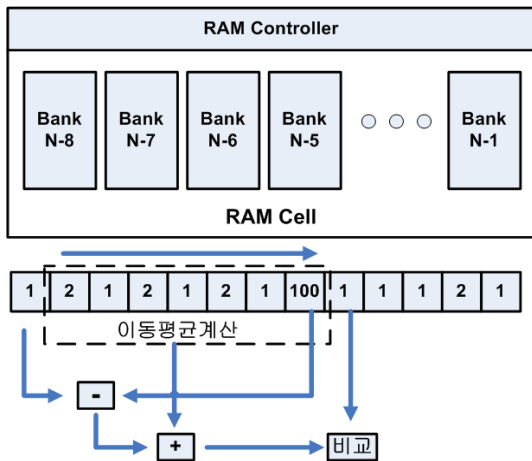 RAM Controller
Bank N-8 Bank N-7 Bank N-6 Bank N-5 Bank N-1
RAM Cell
1 2 1 2 1 2 1 100 1 1 1 2 1
이동평균계산
-
+ 비교